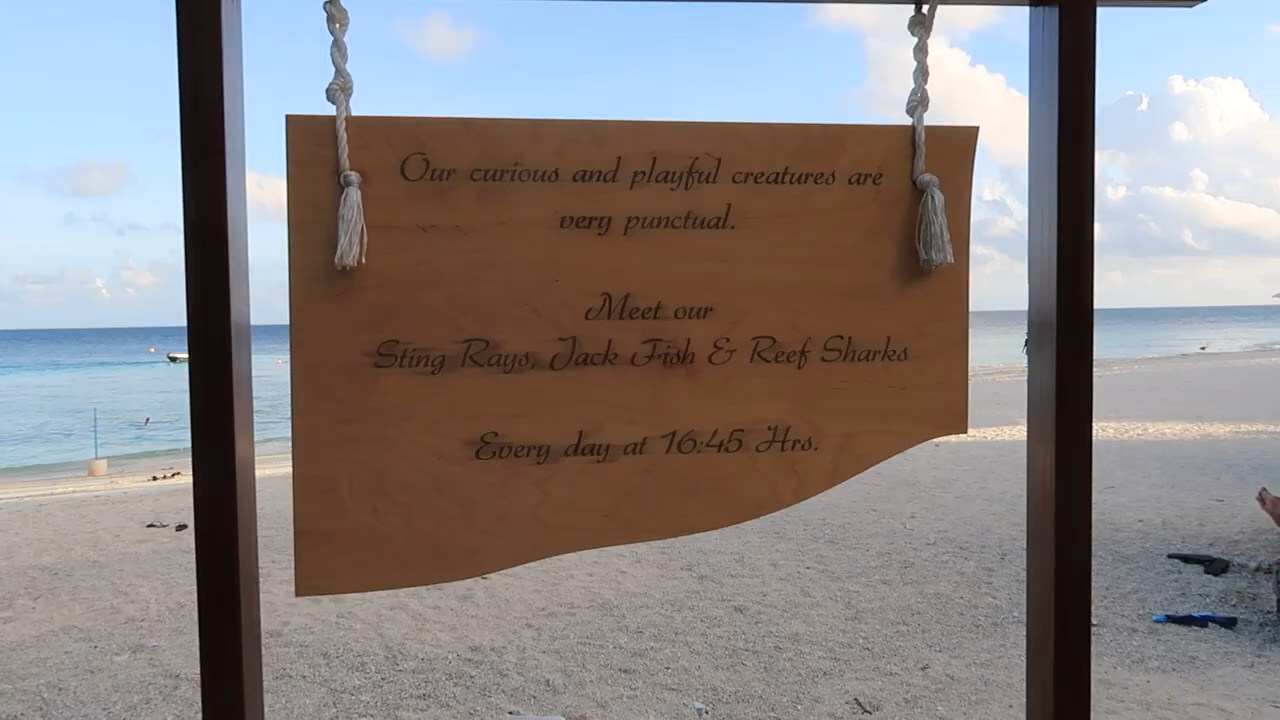 Our curious and playful creatures are
very punctual.
Meet our
Sting Rays, Jack Fish & Reef Sharks
Every day at 16:45 Hrs.